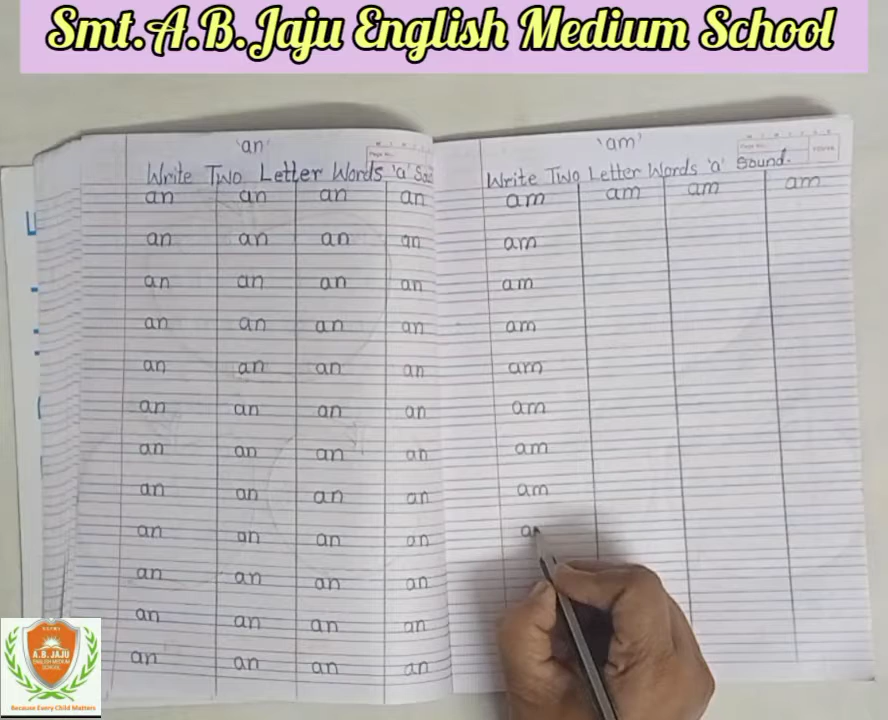 Smt.A.B.Jaju English Medium School
'an'
Write Two Letter Words 'a'
an an an an
an an an an
an an an an
an an an an
an an an an
an an an an
an an an an
an an an an
an an an an
an an an an
an an an an
an an an an
'am'
Write Two Letter Words 'a' Sound.
am am am am
am
am
am
am
am
am
am
A.B. JAJU
ENGLISH MEDIUM
SCHOOL
Because Every Child Matters